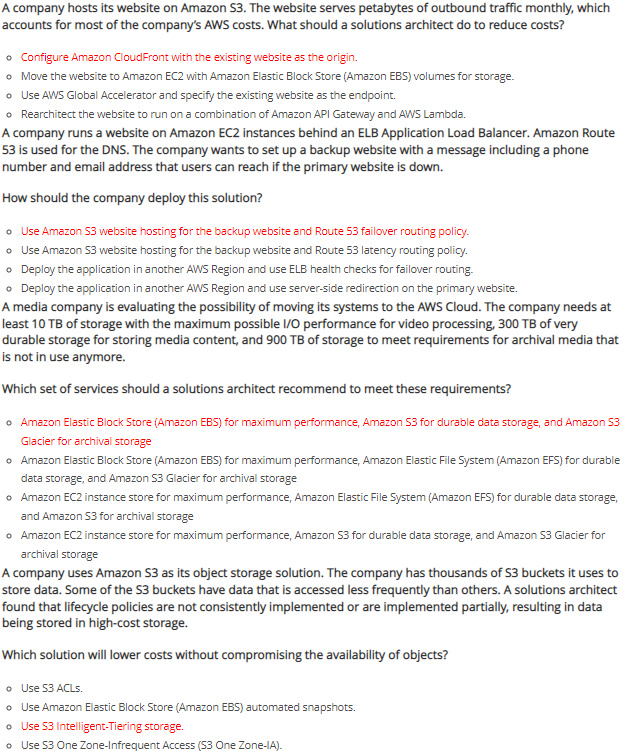 A company hosts its website on Amazon S3. The website serves petabytes of outbound traffic monthly, which
accounts for most of the company's AWS costs. What should a solutions architect do to reduce costs?
Configure Amazon CloudFront with the existing website as the origin.
Move the website to Amazon EC2 with Amazon Elastic Block Store (Amazon EBS) volumes for storage.
Use AWS Global Accelerator and specify the existing website as the endpoint.
Rearchitect the website to run on a combination of Amazon API Gateway and AWS Lambda.
A company runs a website on Amazon EC2 instances behind an ELB Application Load Balancer. Amazon Route
53 is used for the DNS. The company wants to set up a backup website with a message including a phone
number and email address that users can reach if the primary website is down.
How should the company deploy this solution?
Use Amazon S3 website hosting for the backup website and Route 53 failover routing policy.
Use Amazon S3 website hosting for the backup website and Route 53 latency routing policy.
Deploy the application in another AWS Region and use ELB health checks for failover routing.
Deploy the application in another AWS Region and use server-side redirection on the primary website.
A media company is evaluating the possibility of moving its systems to the AWS Cloud. The company needs at
least 10 TB of storage with the maximum possible I/O performance for video processing, 300 TB of very
durable storage for storing media content, and 900 TB of storage to meet requirements for archival media that
is not in use anymore.
Which set of services should a solutions architect recommend to meet these requirements?
Amazon Elastic Block Store (Amazon EBS) for maximum performance, Amazon S3 for durable data storage, and Amazon S3
Glacier for archival storage
Amazon Elastic Block Store (Amazon EBS) for maximum performance, Amazon Elastic File System (Amazon EFS) for durable
data storage, and Amazon S3 Glacier for archival storage
Amazon EC2 instance store for maximum performance, Amazon Elastic File System (Amazon EFS) for durable data storage,
and Amazon S3 for archival storage
Amazon EC2 instance store for maximum performance, Amazon S3 for durable data storage, and Amazon S3 Glacier for
archival storage
A company uses Amazon S3 as its object storage solution. The company has thousands of S3 buckets it uses to
store data. Some of the S3 buckets have data that is accessed less frequently than others. A solutions architect
found that lifecycle policies are not consistently implemented or are implemented partially, resulting in data
being stored in high-cost storage.
Which solution will lower costs without compromising the availability of objects?
Use S3 ACLs.
Use Amazon Elastic Block Store (Amazon EBS) automated snapshots.
Use S3 Intelligent-Tiering storage.
Use S3 One Zone-Infrequent Access (S3 One Zone-IA).